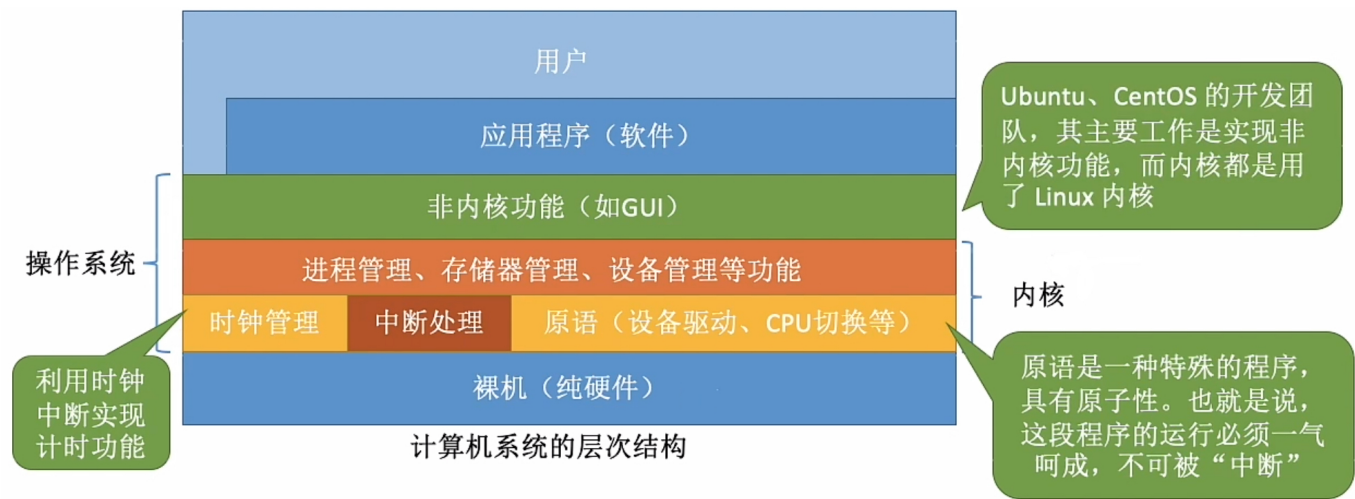 用户
应用程序（软件）
非内核功能（如GUI）
进程管理、存储器管理、设备管理等功能
时钟管理
中断处理
原语（设备驱动、CPU切换等）
裸机（纯硬件）
计算机系统的层次结构
操作系统
内核
利用时钟
中断实现
计时功能
Ubuntu、CentOS 的开发团
队，其主要工作是实现非
内核功能，而内核都是用
了 Linux 内核
原语是一种特殊的程序，
具有原子性。也就是说，
这段程序的运行必须一气
呵成，不可被“中断”